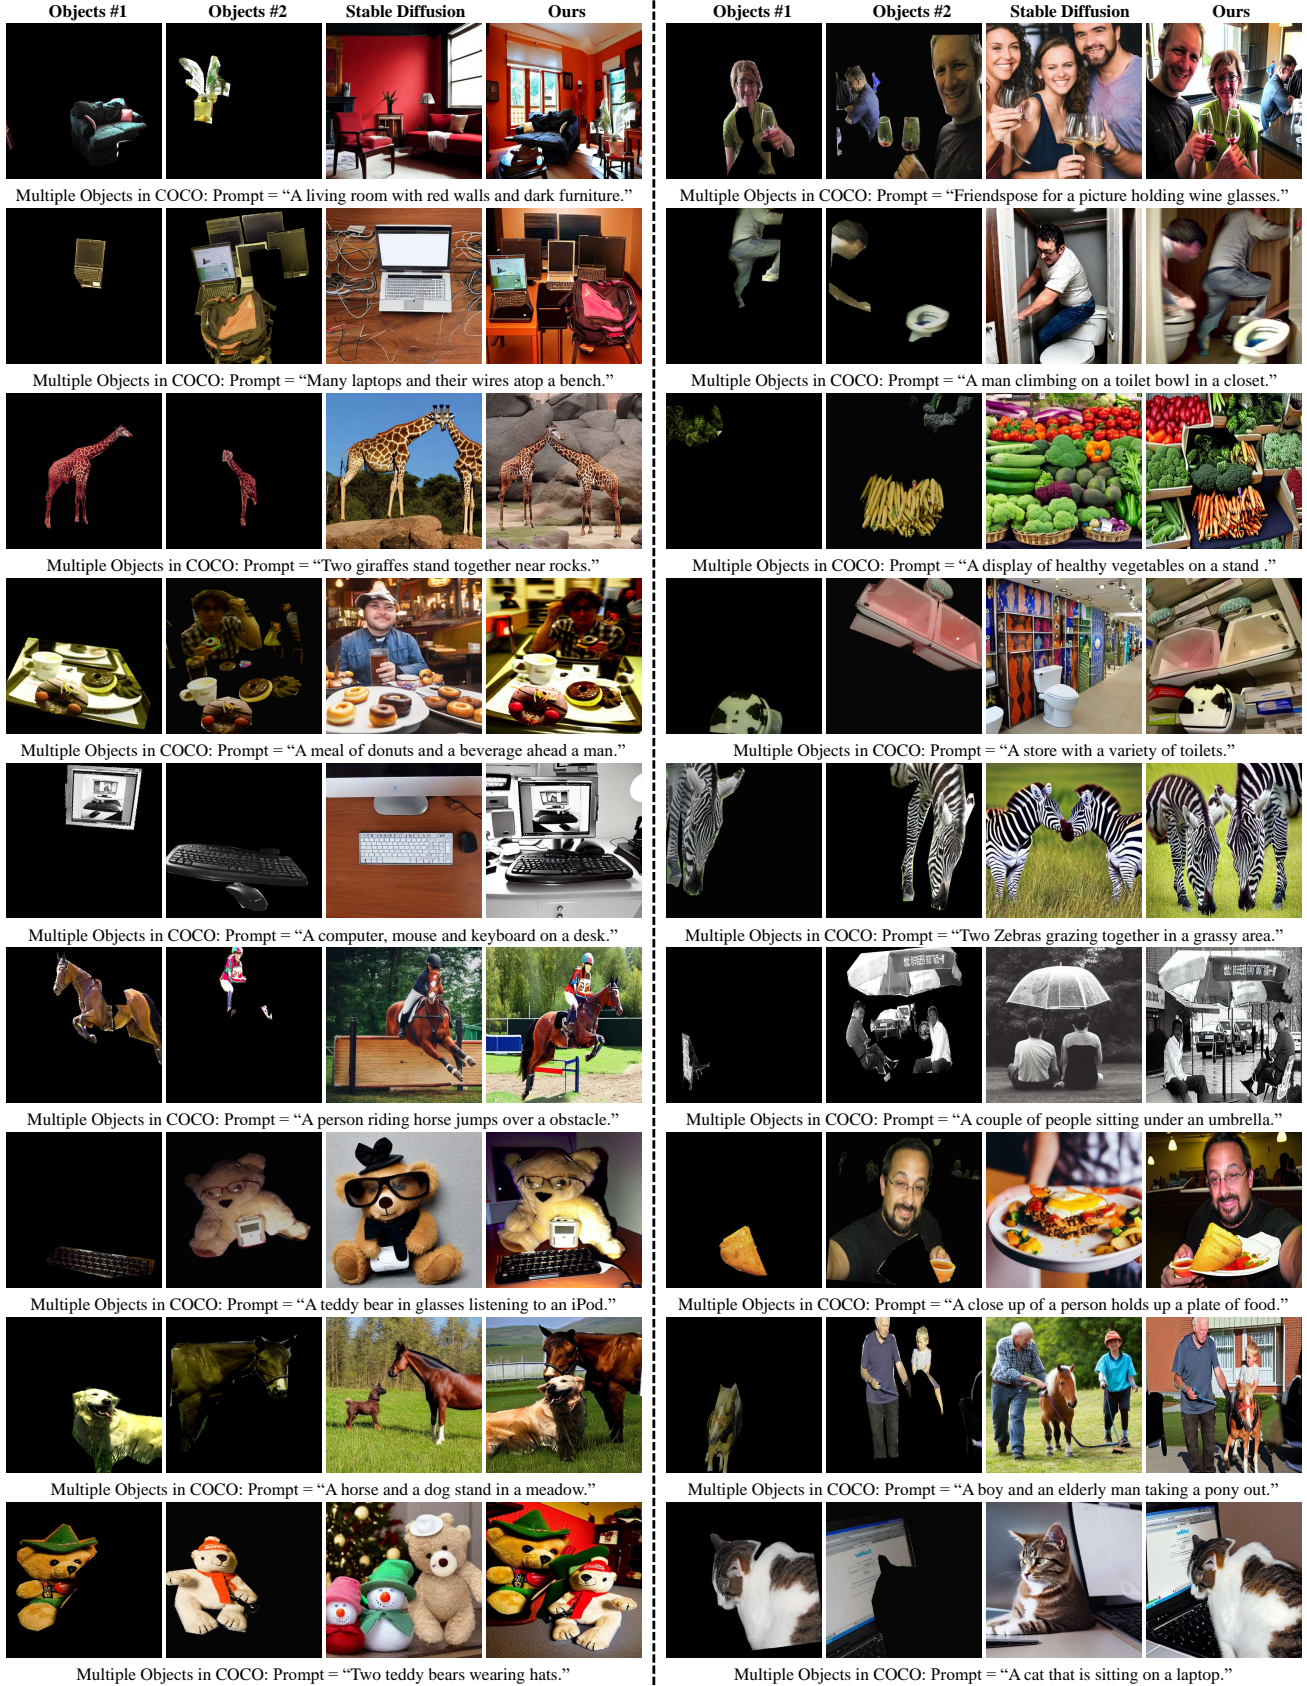 Objects #1 Objects #2 Stable Diffusion Ours
Multiple Objects in COCO: Prompt = “A living room with red walls and dark furniture.”
Multiple Objects in COCO: Prompt = “Many laptops and their wires atop a bench.”
Multiple Objects in COCO: Prompt = “Two giraffes stand together near rocks.”
Multiple Objects in COCO: Prompt = “A meal of donuts and a beverage ahead a man.”
Multiple Objects in COCO: Prompt = “A computer, mouse and keyboard on a desk.”
Multiple Objects in COCO: Prompt = “A person riding horse jumps over a obstacle.”
Multiple Objects in COCO: Prompt = “A teddy bear in glasses listening to an iPod.”
Multiple Objects in COCO: Prompt = “A horse and a dog stand in a meadow.”
Multiple Objects in COCO: Prompt = “Two teddy bears wearing hats.”
Objects #1 Objects #2 Stable Diffusion Ours
Multiple Objects in COCO: Prompt = “Friendspose for a picture holding wine glasses.”
Multiple Objects in COCO: Prompt = “A man climbing on a toilet bowl in a closet.”
Multiple Objects in COCO: Prompt = “A display of healthy vegetables on a stand .”
Multiple Objects in COCO: Prompt = “A store with a variety of toilets.”
Multiple Objects in COCO: Prompt = “Two Zebras grazing together in a grassy area.”
Multiple Objects in COCO: Prompt = “A couple of people sitting under an umbrella.”
Multiple Objects in COCO: Prompt = “A close up of a person holds up a plate of food.”
Multiple Objects in COCO: Prompt = “A boy and an elderly man taking a pony out.”
Multiple Objects in COCO: Prompt = “A cat that is sitting on a laptop.”